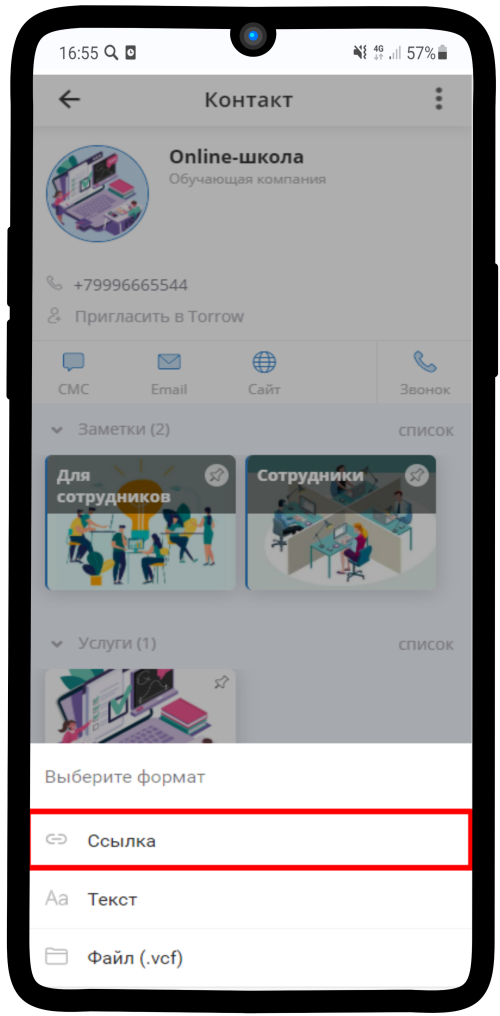 16:55
4G
57%
Контакт
Online-школа
Обучающая компания
+79996665544
Пригласить в Torrow
СМС
Email
Сайт
Звонок
Заметки (2)
список
Для
сотрудников
Сотрудники
Услуги (1)
список
Выберите формат
Ссылка
Aa
Текст
Файл (.vcf)